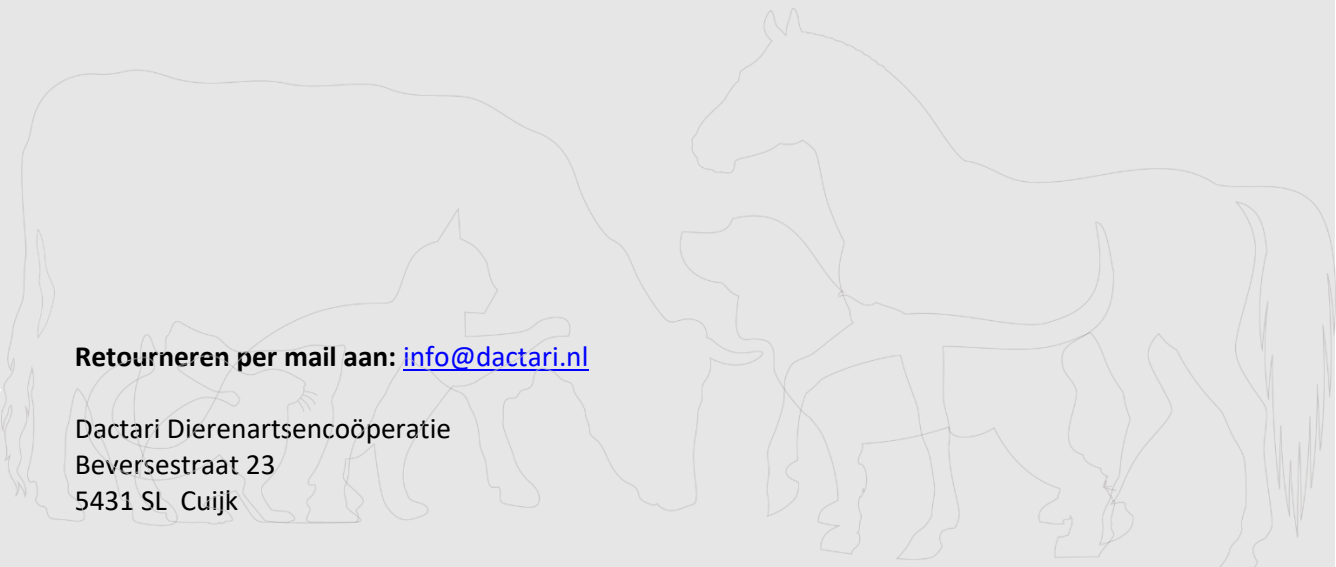 Retourneren per mail aan: info@dactari.nl
Dactari Dierenartsencoöperatie
Beversestraat 23
5431 SL  Cuijk